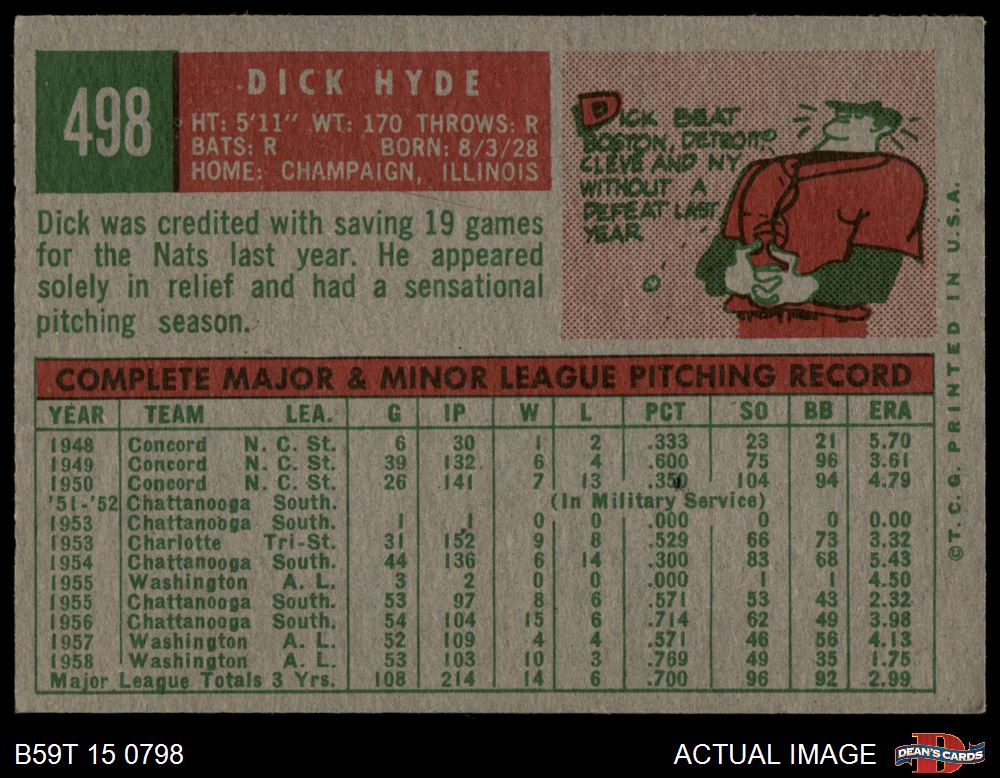 498
DICK HYDE
HT: 5'11" WT: 170 THROWS: R
BATS: R BORN: 8/3/28
HOME: CHAMPAIGN, ILLINOIS
Dick was credited with saving 19 games
for the Nats last year. He appeared
solely in relief and had a sensational
pitching season.
DICK BEAT
BOSTON, DETROIT,
CLEVE AND NY
WITHOUT A
DEFEAT LAST
YEAR
COMPLETE MAJOR & MINOR LEAGUE PITCHING RECORD
YEAR TEAM LEA. G IP W L PCT SO BB ERA
1948 Concord N. C. St. 6 30 1 2 .333 23 21 5.70
1949 Concord N. C. St. 39 132 6 4 .600 75 96 3.61
1950 Concord N. C. St. 26 141 7 13 .350 104 94 4.79
'51-'52 Chattanooga South. (In Military Service)
1953 Chattanooga South. 1 1 0 0 .000 0 0 0.00
1953 Charlotte Tri-St. 31 152 9 8 .529 66 73 3.32
1954 Chattanooga South. 44 136 6 14 .300 83 68 5.43
1955 Washington A. L. 3 2 0 0 .000 1 1 4.50
1955 Chattanooga South. 53 97 8 6 .571 53 43 2.32
1956 Chattanooga South. 54 104 15 6 .714 62 49 3.98
1957 Washington A. L. 52 109 4 4 .571 46 56 4.13
1958 Washington A. L. 53 103 10 3 .769 49 35 1.75
Major League Totals 3 Yrs. 108 214 14 6 .700 96 92 2.99
©T. C. G. PRINTED IN U.S.A.
B59T 15 0798
ACTUAL IMAGE
DEAN'S CARDS